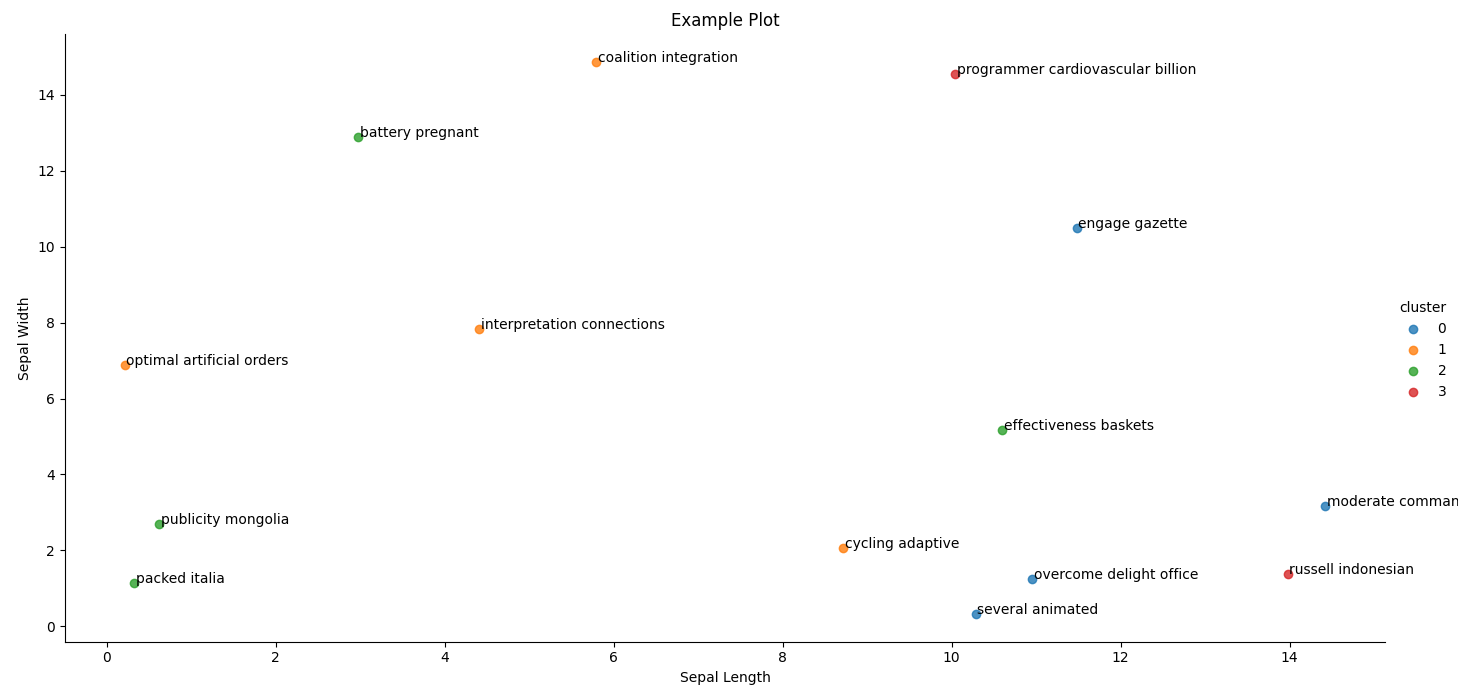 Example Plot
coalition integration
programmer cardiovascular billion
14
battery pregnant
12
engage gazette
10
cluster
0
1
2
3
Sepal Width
8
interpretation connections
optimal artificial orders
6
effectiveness baskets
4
moderate comman
publicity mongolia
2
cycling adaptive
overcome delight office
russell indonesian
packed italia
several animated
0
0 2 4 6 8 10 12 14
Sepal Length